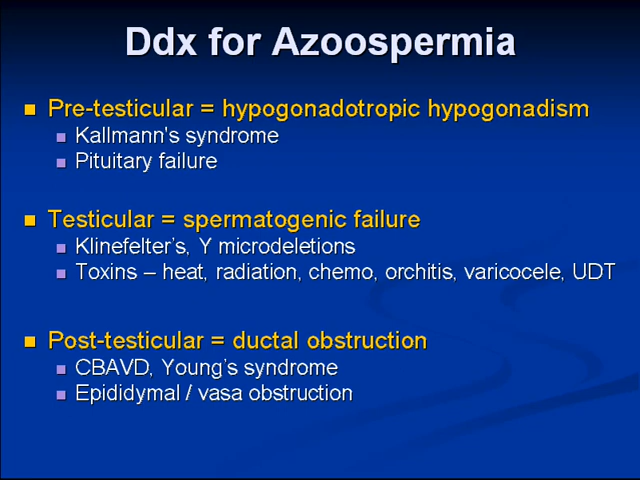 Ddx for Azoospermia
Pre-testicular = hypogonadotropic hypogonadism
Kallmann's syndrome
Pituitary failure
Testicular = spermatogenic failure
Klinefelter's, Y microdeletions
Toxins – heat, radiation, chemo, orchitis, varicocele, UDT
Post-testicular = ductal obstruction
CBAVD, Young's syndrome
Epididymal / vasa obstruction